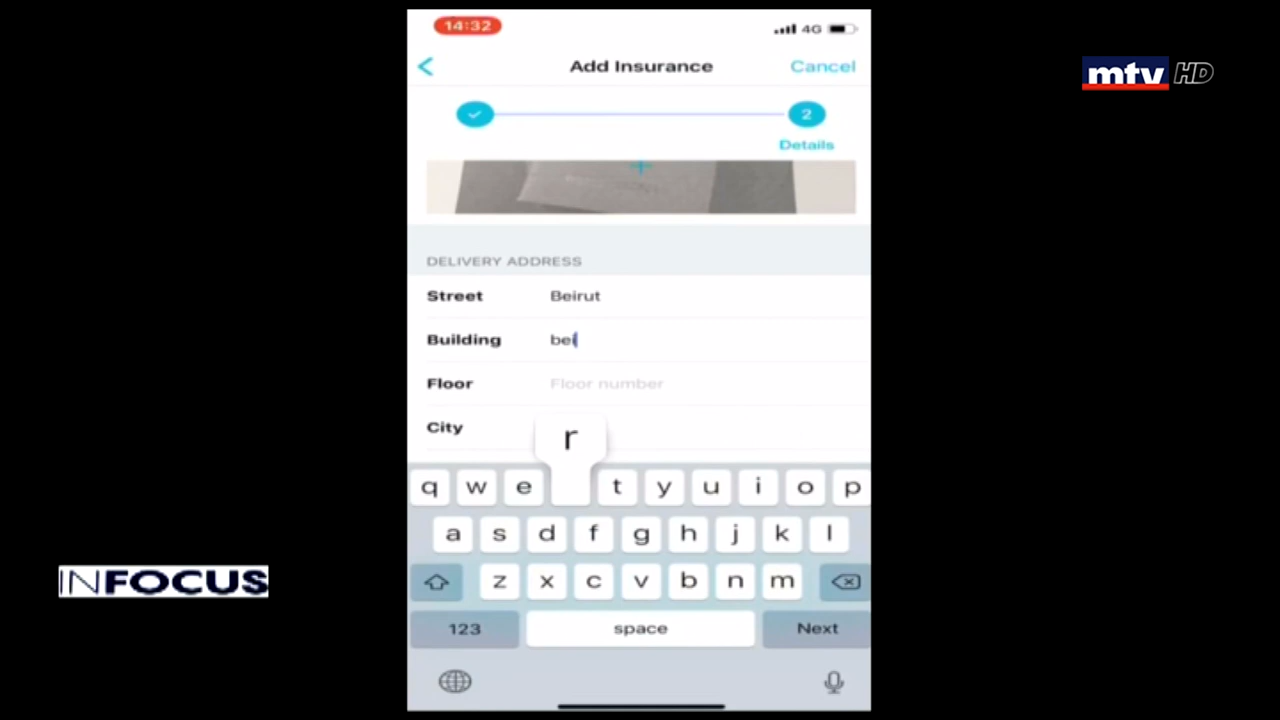 14:32
4G
mtv HD
Add Insurance
Cancel
2
Details
DELIVERY ADDRESS
Street Beirut
Building bei
Floor Floor number
City
r
q w e t y u i o p
a s d f g h j k l
z x c v b n m
INFOCUS
123 space Next